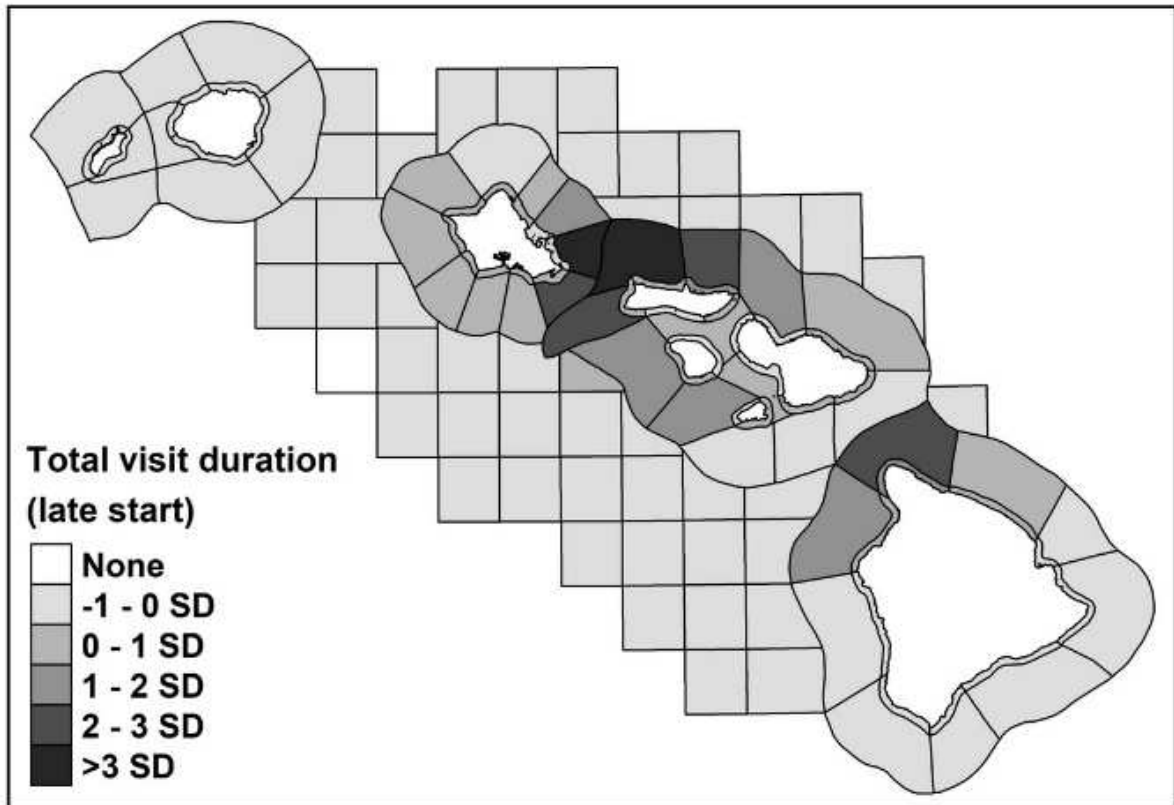 Total visit duration
(late start)
None
-1 - 0 SD
0 - 1 SD
1 - 2 SD
2 - 3 SD
>3 SD